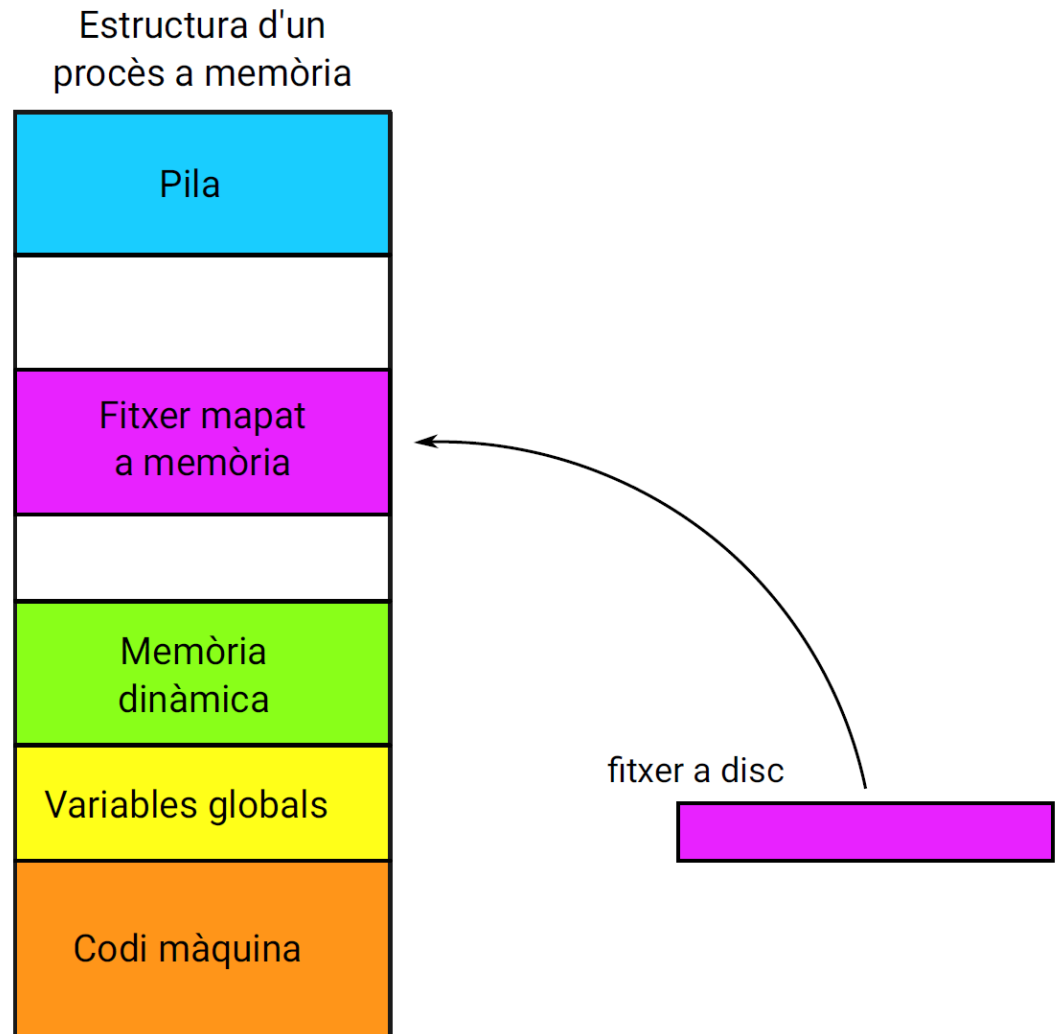 Estructura d'un
procès a memòria
Pila
Fitxer mapat
a memòria
Memòria
dinàmica
fitxer a disc
Variables globals
Codi màquina